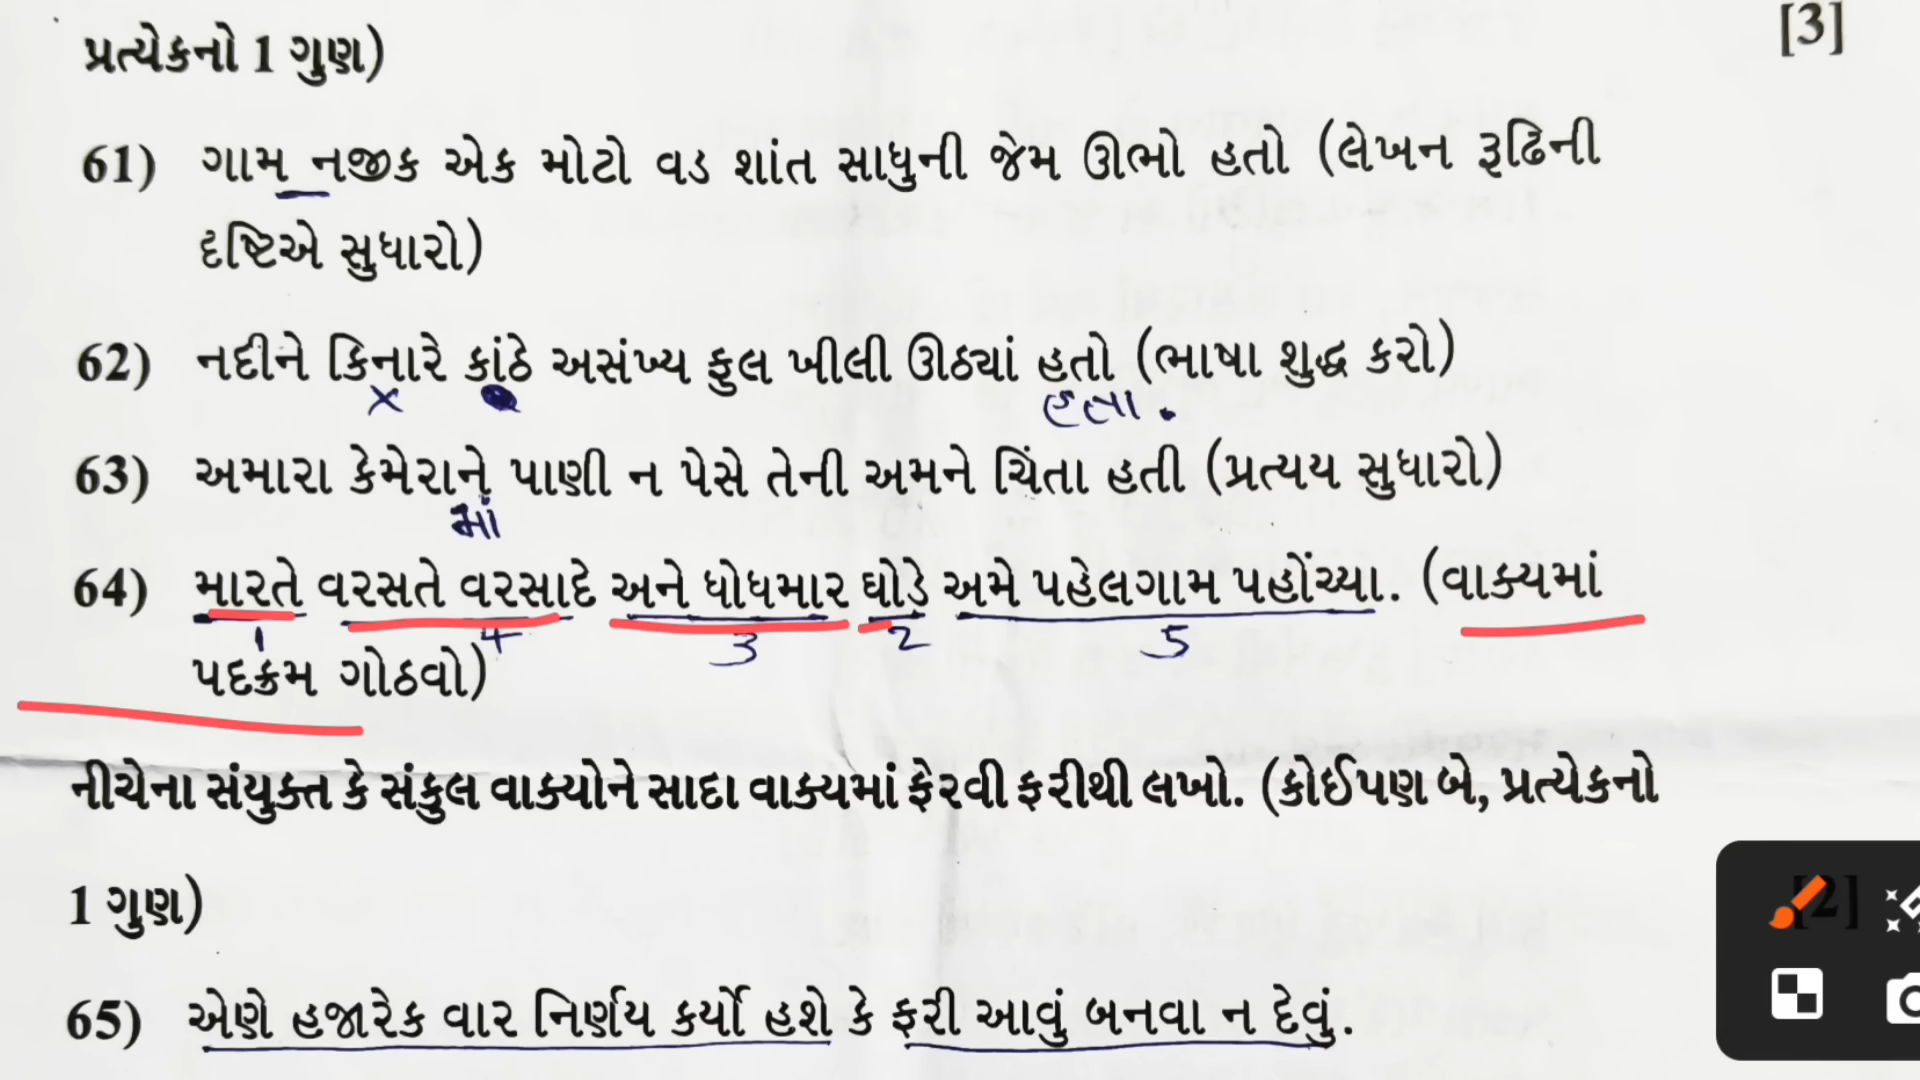 પ્રત્યેકનો 1 ગુણ) [3]
61) ગામ નજીક એક મોટો વડ શાંત સાધુની જેમ ઊભો હતો (લેખન રૂઢિની
દૃષ્ટિએ સુધારો)
62) નદીને કિનારે કાંઠે અસંખ્ય ફુલ ખીલી ઊઠ્યાં હતો (ભાષા શુદ્ધ કરો)
× હતા.
63) અમારા કેમેરાને પાણી ન પેસે તેની અમને ચિંતા હતી (પ્રત્યય સુધારો)
માં
64) મારતે વરસતે વરસાદે અને ધોધમાર ઘોડે અમે પહેલગામ પહોંચ્યા. (વાક્યમાં
1 4 3 2 5
પદક્રમ ગોઠવો)
નીચેના સંયુક્ત કે સંકુલ વાક્યોને સાદા વાક્યમાં ફેરવી ફરીથી લખો. (કોઈપણ બે, પ્રત્યેકનો
1 ગુણ) [2]
65) એણે હજારેક વાર નિર્ણય કર્યો હશે કે ફરી આવું બનવા ન દેવું.